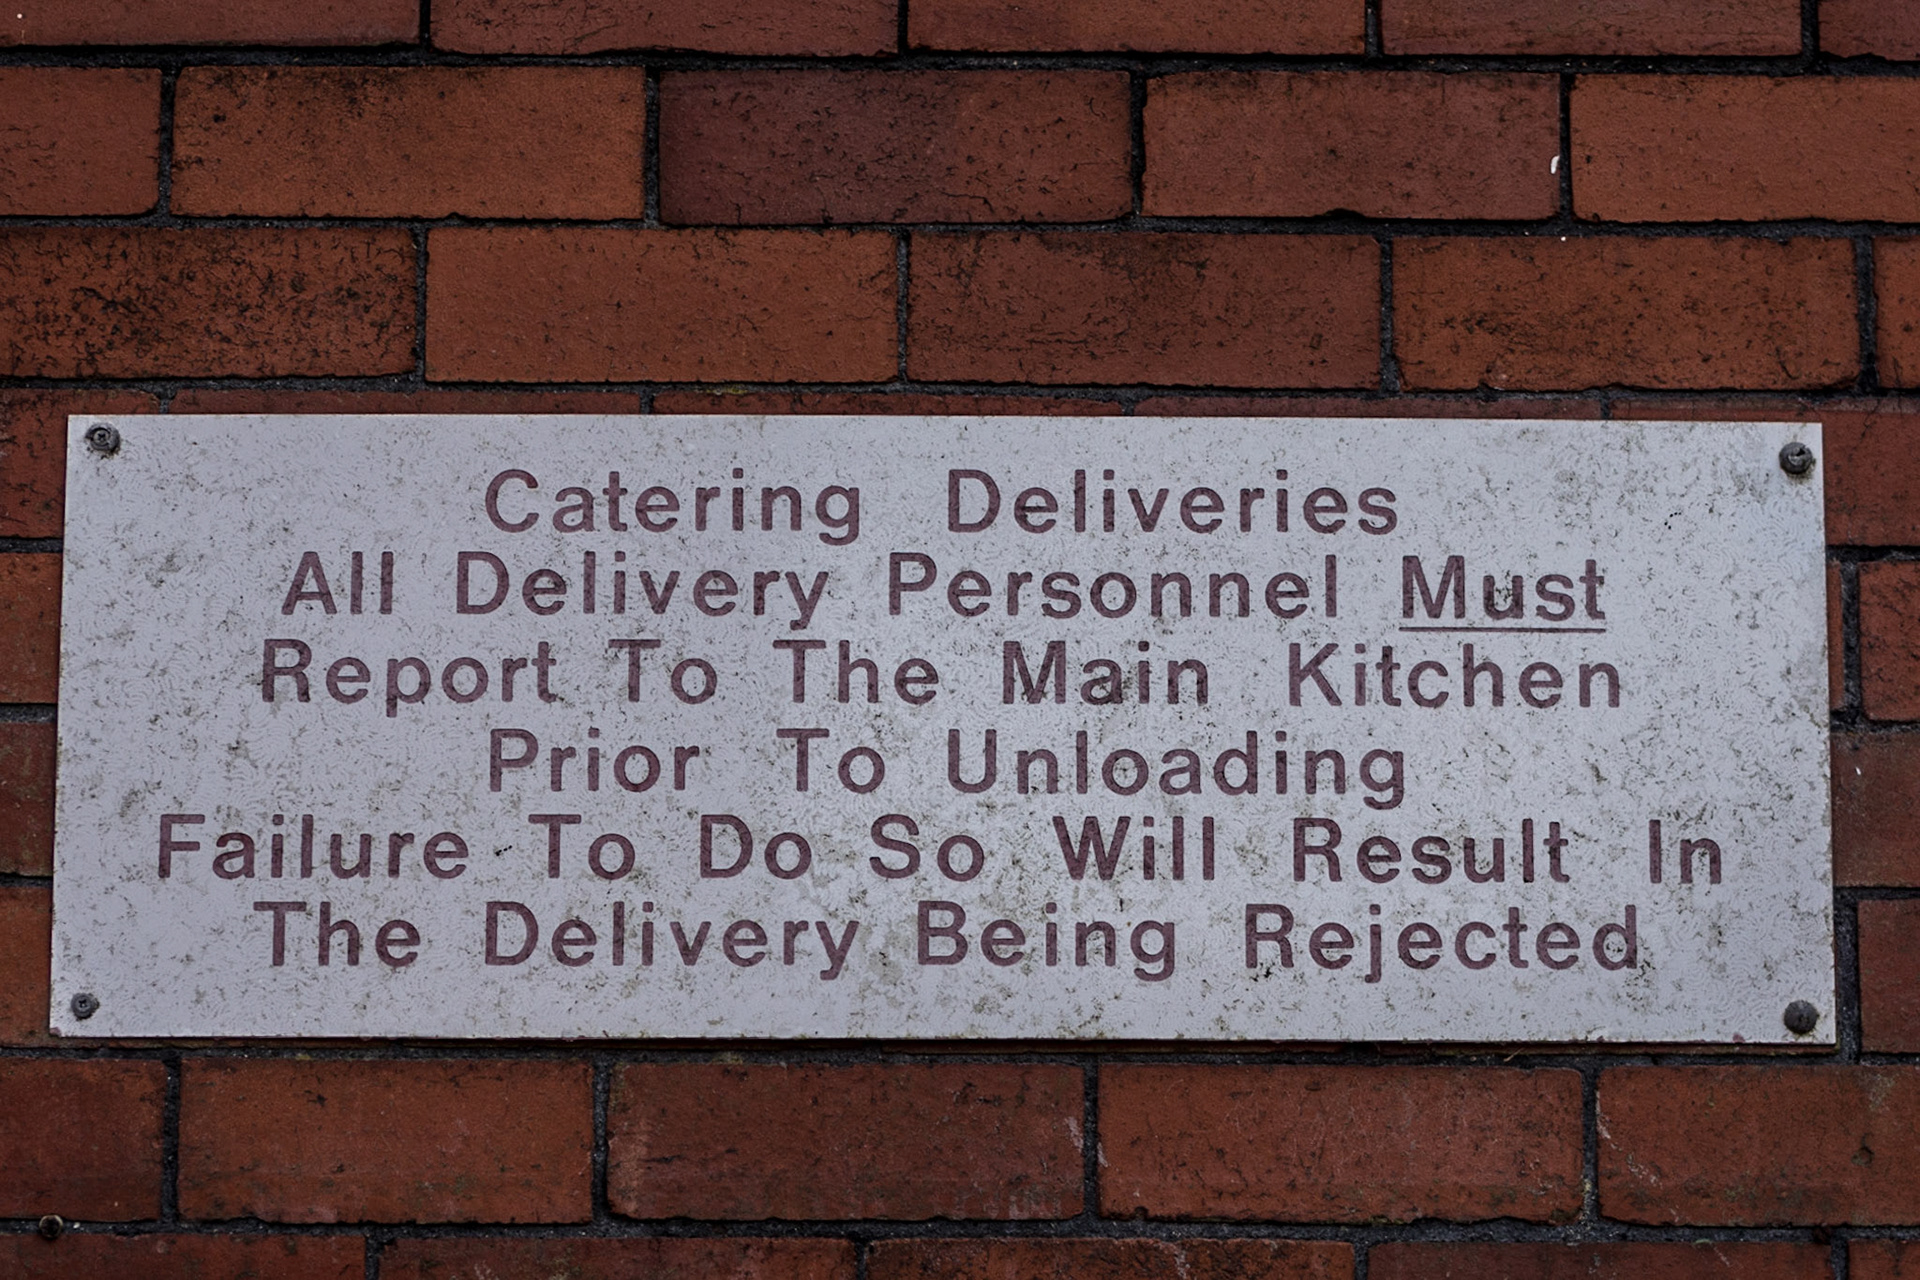 Catering Deliveries
All Delivery Personnel Must
Report To The Main Kitchen
Prior To Unloading
Failure To Do So Will Result In
The Delivery Being Rejected